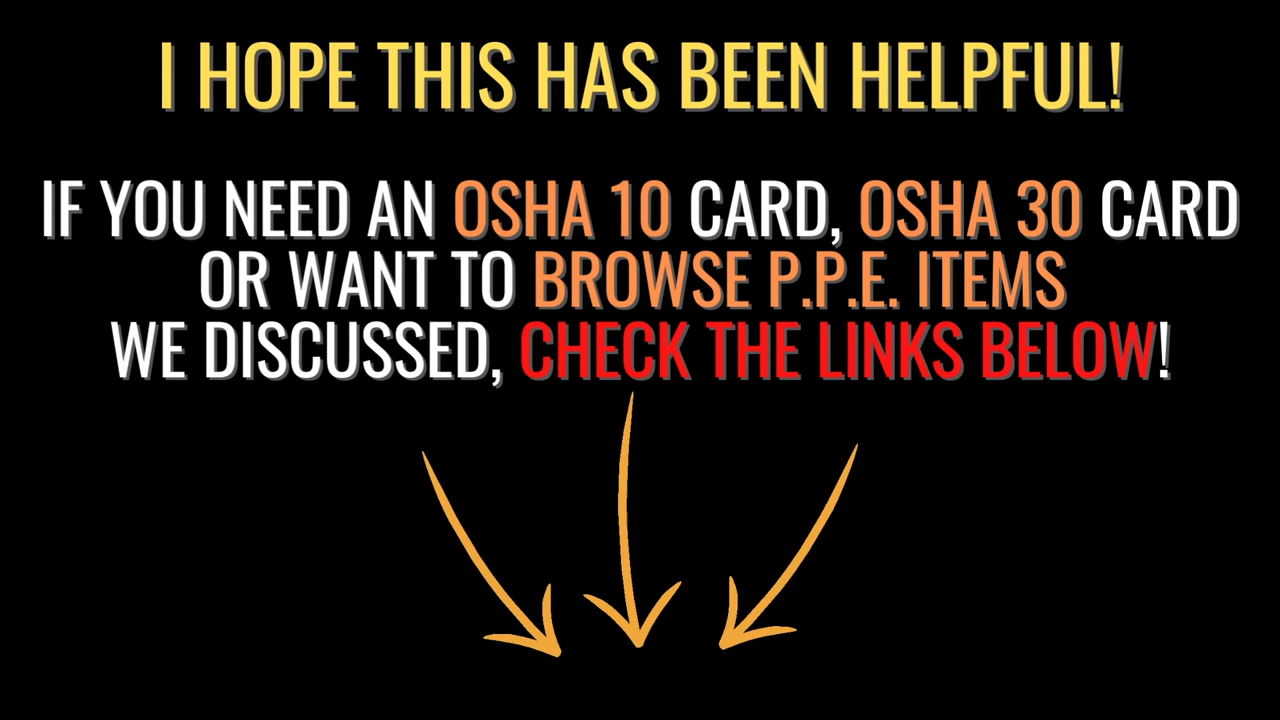 I HOPE THIS HAS BEEN HELPFUL!
IF YOU NEED AN OSHA 10 CARD, OSHA 30 CARD
OR WANT TO BROWSE P.P.E. ITEMS
WE DISCUSSED, CHECK THE LINKS BELOW!